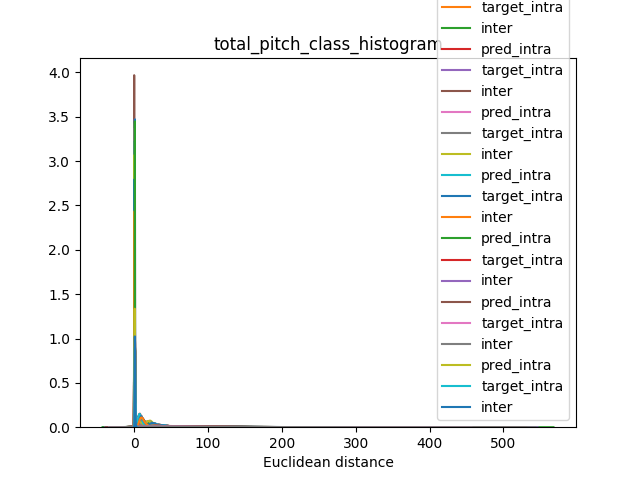 target_intra
inter
total_pitch_class_histogram
pred_intra
target_intra
inter
pred_intra
target_intra
inter
pred_intra
target_intra
inter
pred_intra
target_intra
inter
pred_intra
target_intra
inter
pred_intra
target_intra
inter
4.0
3.5
3.0
2.5
2.0
1.5
1.0
0.5
0.0
0
100
200
300
400
500
Euclidean distance